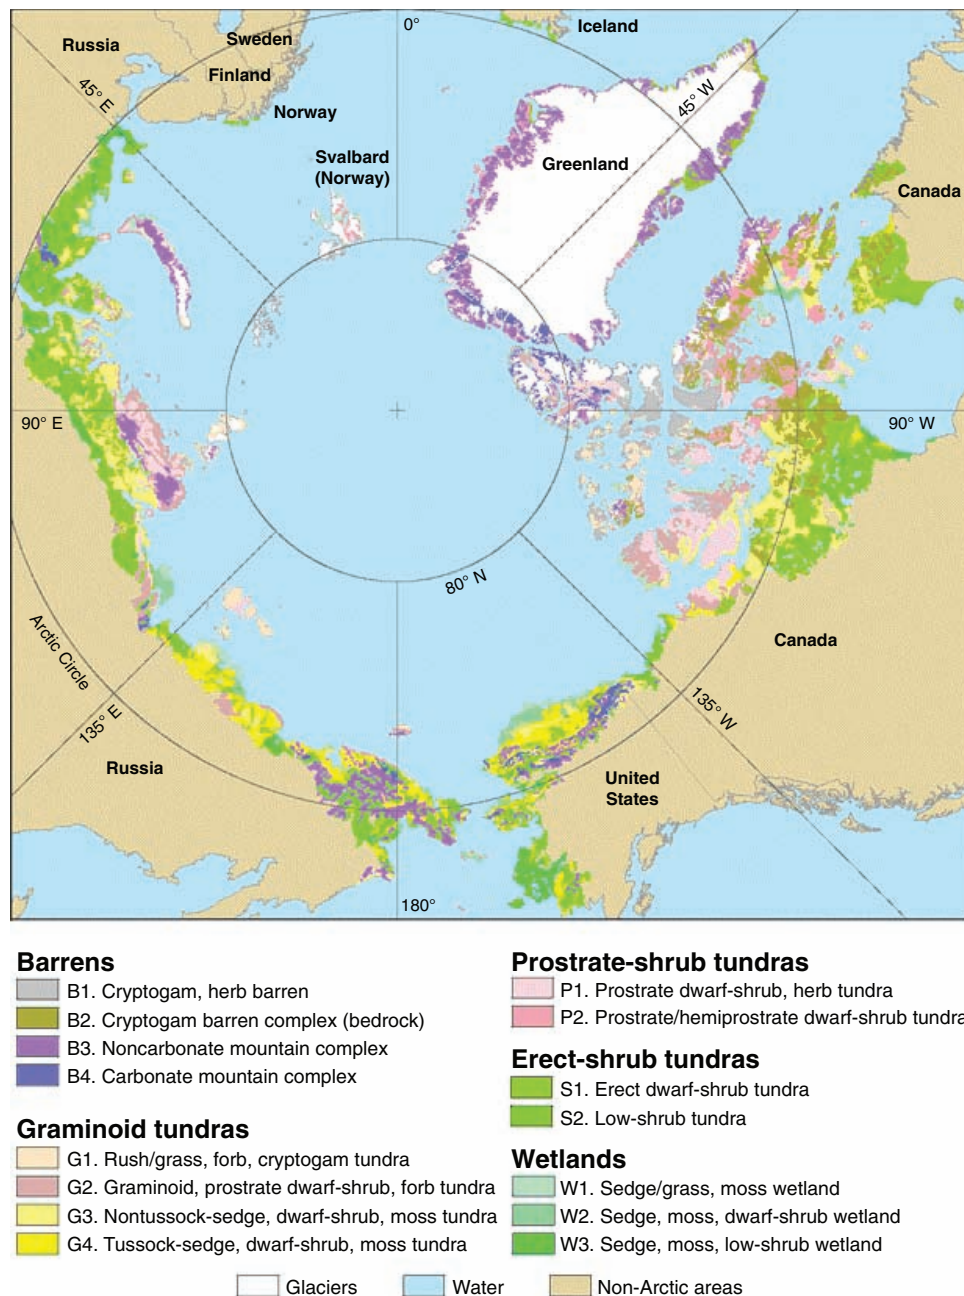 Russia
Sweden
Finland
Norway
Iceland
0°
45° E
45° W
Svalbard
(Norway)
Greenland
Canada
90° E
90° W
80° N
Arctic Circle
135° E
135° W
Canada
Russia
United
States
180°
Barrens
B1. Cryptogam, herb barren
B2. Cryptogam barren complex (bedrock)
B3. Noncarbonate mountain complex
B4. Carbonate mountain complex
Graminoid tundras
G1. Rush/grass, forb, cryptogam tundra
G2. Graminoid, prostrate dwarf-shrub, forb tundra
G3. Nontussock-sedge, dwarf-shrub, moss tundra
G4. Tussock-sedge, dwarf-shrub, moss tundra
Prostrate-shrub tundras
P1. Prostrate dwarf-shrub, herb tundra
P2. Prostrate/hemiprostrate dwarf-shrub tundra
Erect-shrub tundras
S1. Erect dwarf-shrub tundra
S2. Low-shrub tundra
Wetlands
W1. Sedge/grass, moss wetland
W2. Sedge, moss, dwarf-shrub wetland
W3. Sedge, moss, low-shrub wetland
Glaciers
Water
Non-Arctic areas